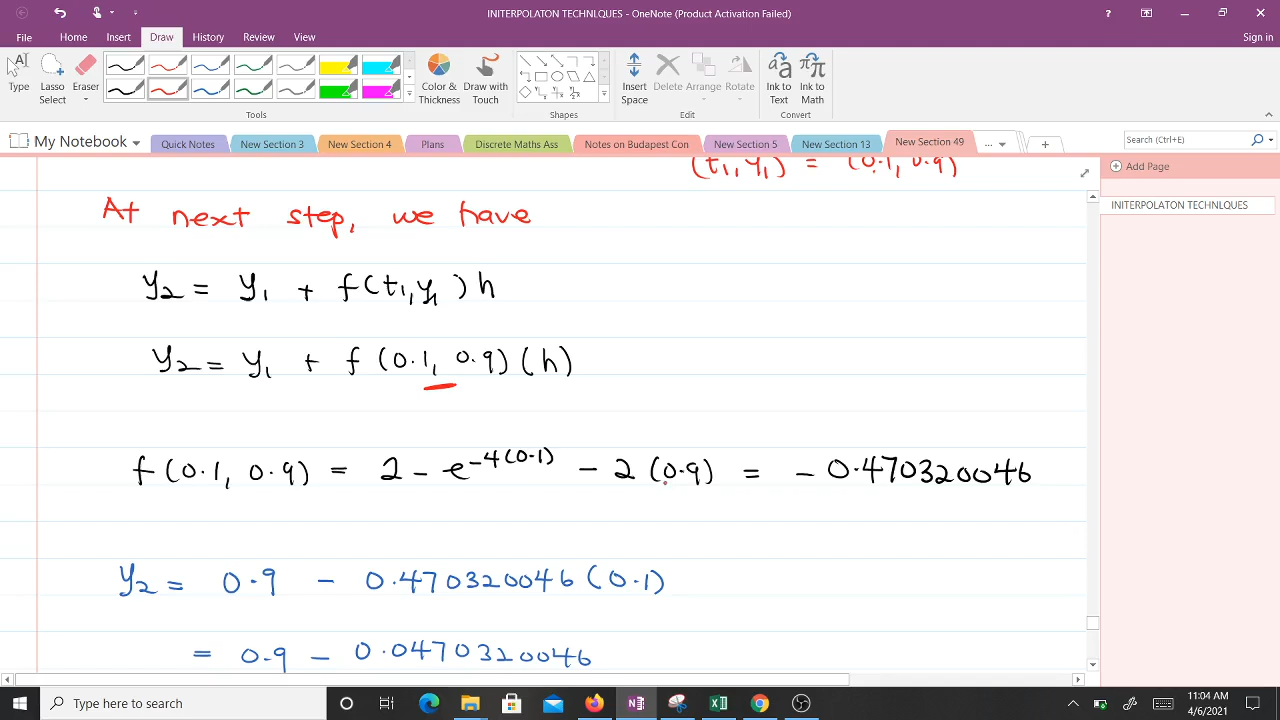 INITERPOLATON TECHNLQUES - OneNote (Product Activation Failed)
File Home Insert Draw History Review View
Sign in
Type
Lasso Select
Eraser
Color & Thickness
Draw with Touch
Insert Space
Delete
Arrange
Rotate
Ink to Text
Ink to Math
Tools
Shapes
Edit
Convert
My Notebook
Quick Notes
New Section 3
New Section 4
Plans
Discrete Maths Ass
Notes on Budapest Con
New Section 5
New Section 13
New Section 49
...
Search (Ctrl+E)
Add Page
INITERPOLATON TECHNLQUES
(t₁, y₁) = (0.1, 0.9)
At next step, we have
y₂ = y₁ + f(t₁,y₁)h
y₂ = y₁ + f(0.1, 0.9)(h)
f(0.1, 0.9) = 2 - e^-4(0.1) - 2(0.9) = - 0.470320046
y₂ = 0.9 - 0.470320046(0.1)
= 0.9 - 0.0470320046
Type here to search
11:04 AM
4/6/2021